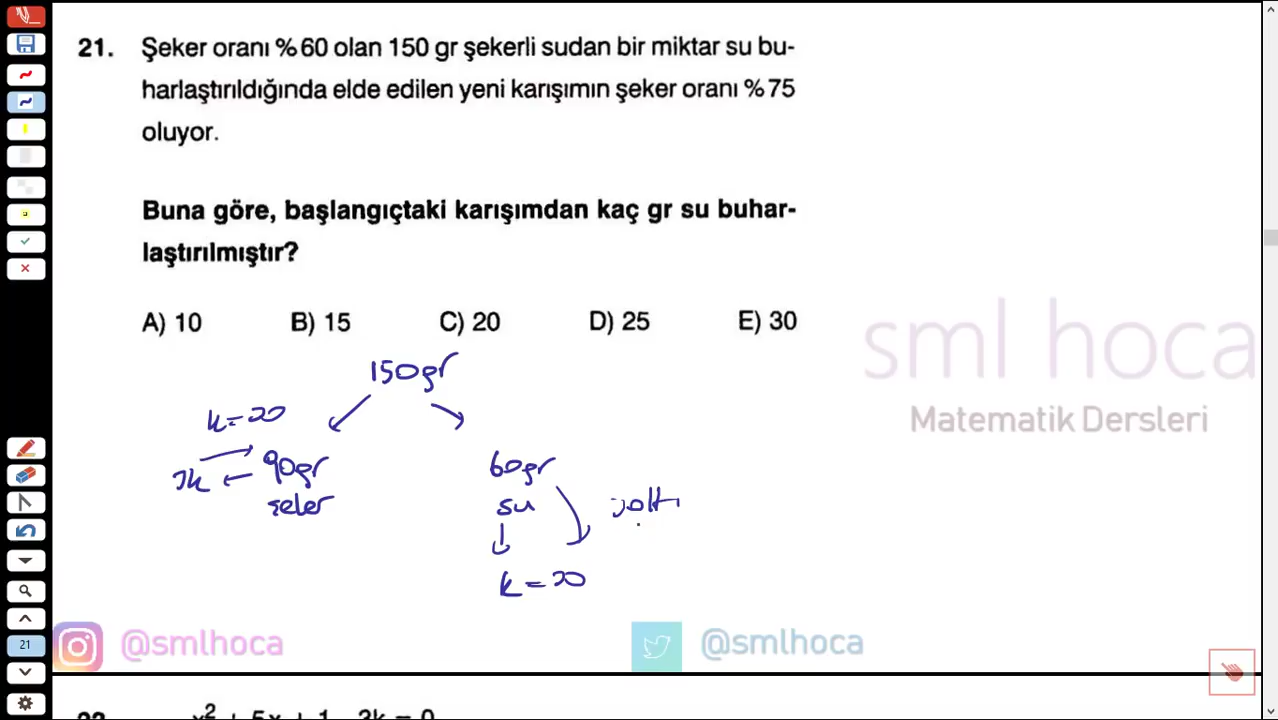 21. Şeker oranı %60 olan 150 gr şekerli sudan bir miktar su bu-
harlaştırıldığında elde edilen yeni karışımın şeker oranı %75
oluyor.
Buna göre, başlangıçtaki karışımdan kaç gr su buhar-
laştırılmıştır?
A) 10 B) 15 C) 20 D) 25 E) 30
sml hoca
Matematik Dersleri
150gr
k=20
3k 90gr 60gr
şeker su
k = 20
@smlhoca @smlhoca
21